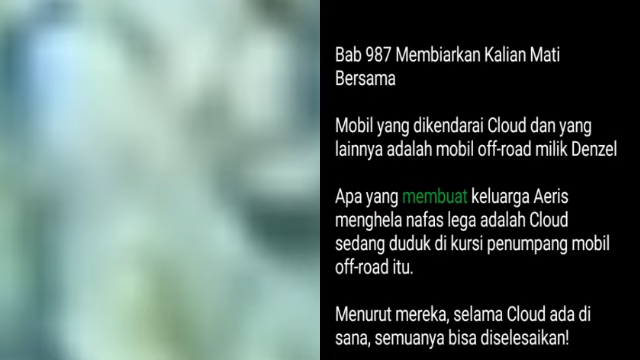 Bab 987 Membiarkan Kalian Mati
Bersama
Mobil yang dikendarai Cloud dan yang
lainnya adalah mobil off-road milik Denzel
Apa yang membuat keluarga Aeris
menghela nafas lega adalah Cloud
sedang duduk di kursi penumpang mobil
off-road itu.
Menurut mereka, selama Cloud ada di
sana, semuanya bisa diselesaikan!